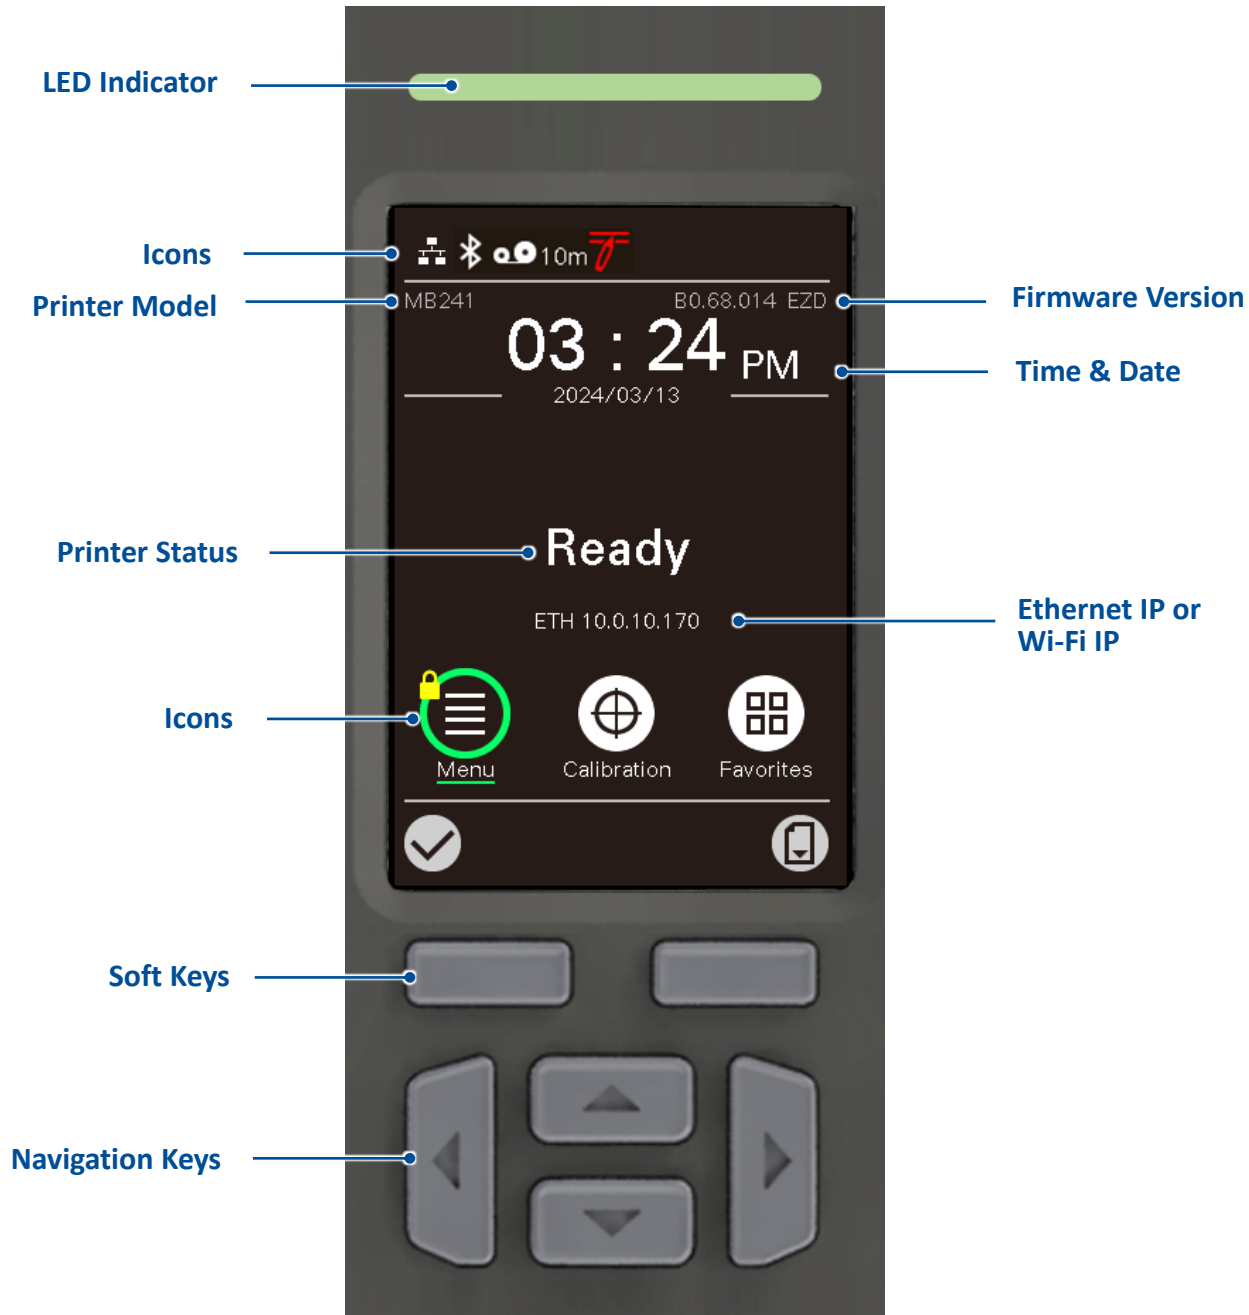 LED Indicator
Icons
10m
Printer Model
MB241
B0.68.014 EZD
Firmware Version
03 : 24 PM
Time & Date
2024/03/13
Printer Status
Ready
ETH 10.0.10.170
Ethernet IP or
Wi-Fi IP
Icons
Menu
Calibration
Favorites
Soft Keys
Navigation Keys